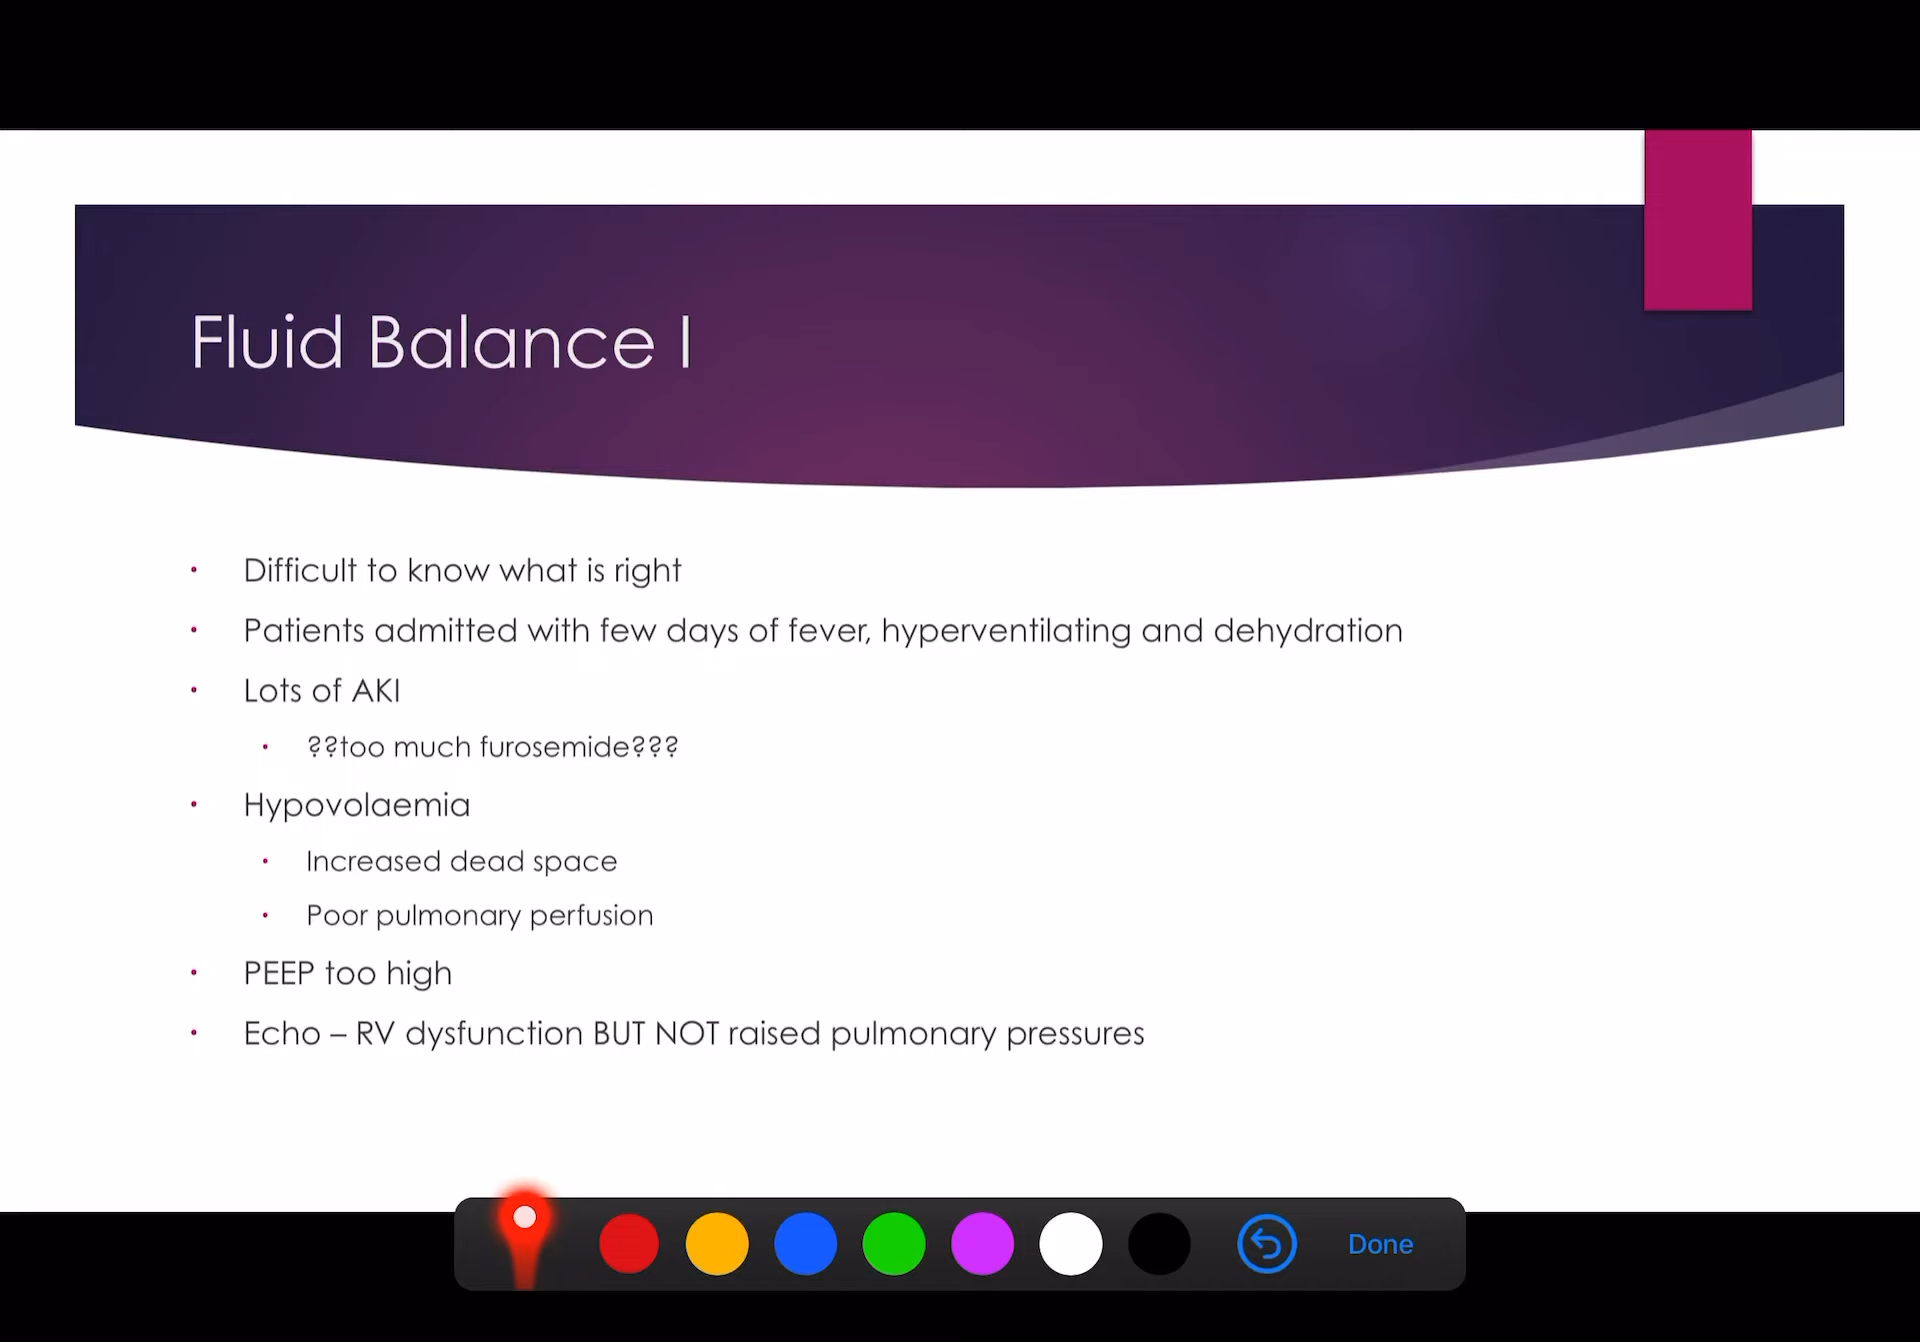 Fluid Balance I
• Difficult to know what is right
• Patients admitted with few days of fever, hyperventilating and dehydration
• Lots of AKI
• ??too much furosemide???
• Hypovolaemia
• Increased dead space
• Poor pulmonary perfusion
• PEEP too high
• Echo – RV dysfunction BUT NOT raised pulmonary pressures
Done